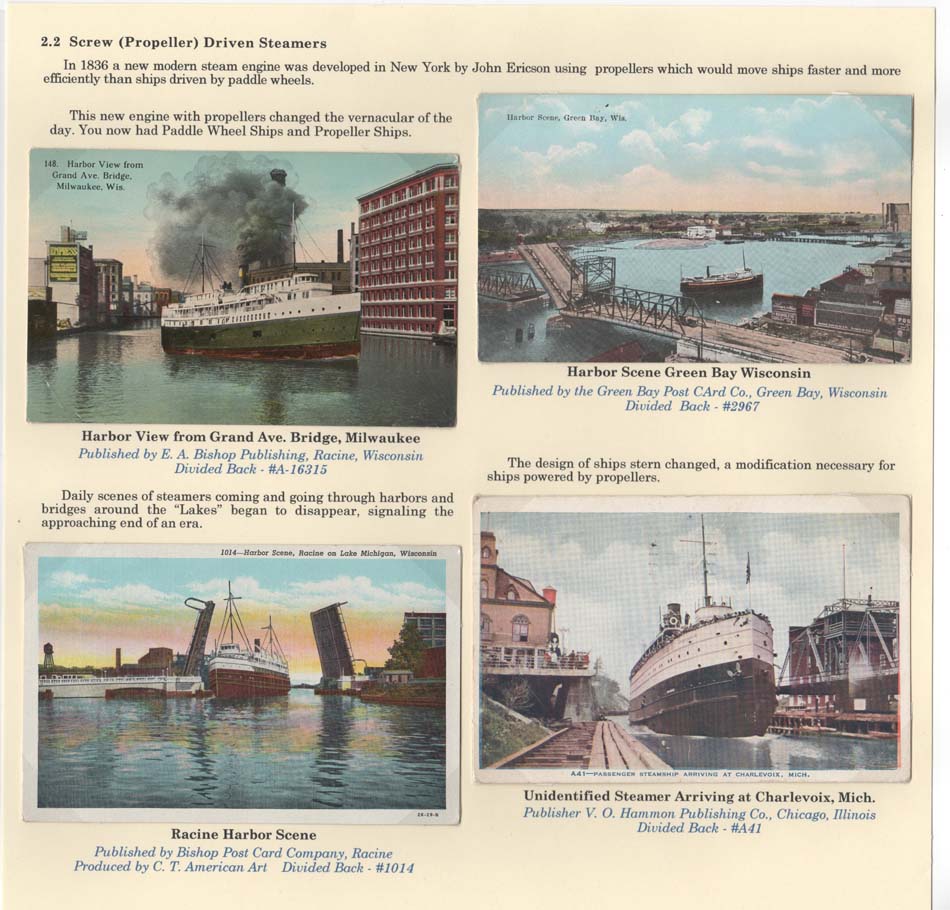 2.2 Screw (Propeller) Driven Steamers
In 1836 a new modern steam engine was developed in New York by John Ericson using propellers which would move ships faster and more
efficiently than ships driven by paddle wheels.
This new engine with propellers changed the vernacular of the
day. You now had Paddle Wheel Ships and Propeller Ships.
148. Harbor View from
Grand Ave. Bridge,
Milwaukee, Wis.
Harbor View from Grand Ave. Bridge, Milwaukee
Published by E. A. Bishop Publishing, Racine, Wisconsin
Divided Back - #A-16315
Daily scenes of steamers coming and going through harbors and
bridges around the “Lakes” began to disappear, signaling the
approaching end of an era.
1014—Harbor Scene, Racine on Lake Michigan, Wisconsin
Racine Harbor Scene
Published by Bishop Post Card Company, Racine
Produced by C. T. American Art Divided Back - #1014
Harbor Scene, Green Bay, Wis.
Harbor Scene Green Bay Wisconsin
Published by the Green Bay Post CArd Co., Green Bay, Wisconsin
Divided Back - #2967
The design of ships stern changed, a modification necessary for
ships powered by propellers.
A41—PASSENGER STEAMSHIP ARRIVING AT CHARLEVOIX, MICH.
Unidentified Steamer Arriving at Charlevoix, Mich.
Publisher V. O. Hammon Publishing Co., Chicago, Illinois
Divided Back - #A41